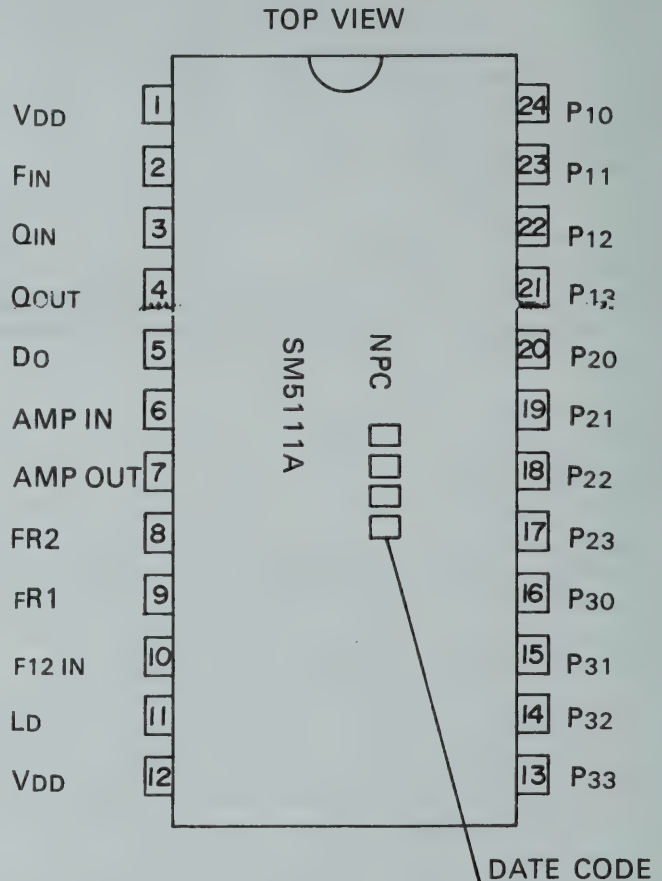 TOP VIEW
VDD 1 24 P10
FIN 2 23 P11
QIN 3 22 P12
QOUT 4 21 P13
DO 5 20 P20
AMP IN 6 19 P21
AMP OUT 7 18 P22
FR2 8 17 P23
FR1 9 16 P30
F12 IN 10 15 P31
LD 11 14 P32
VDD 12 13 P33
NPC
SM5111A
DATE CODE